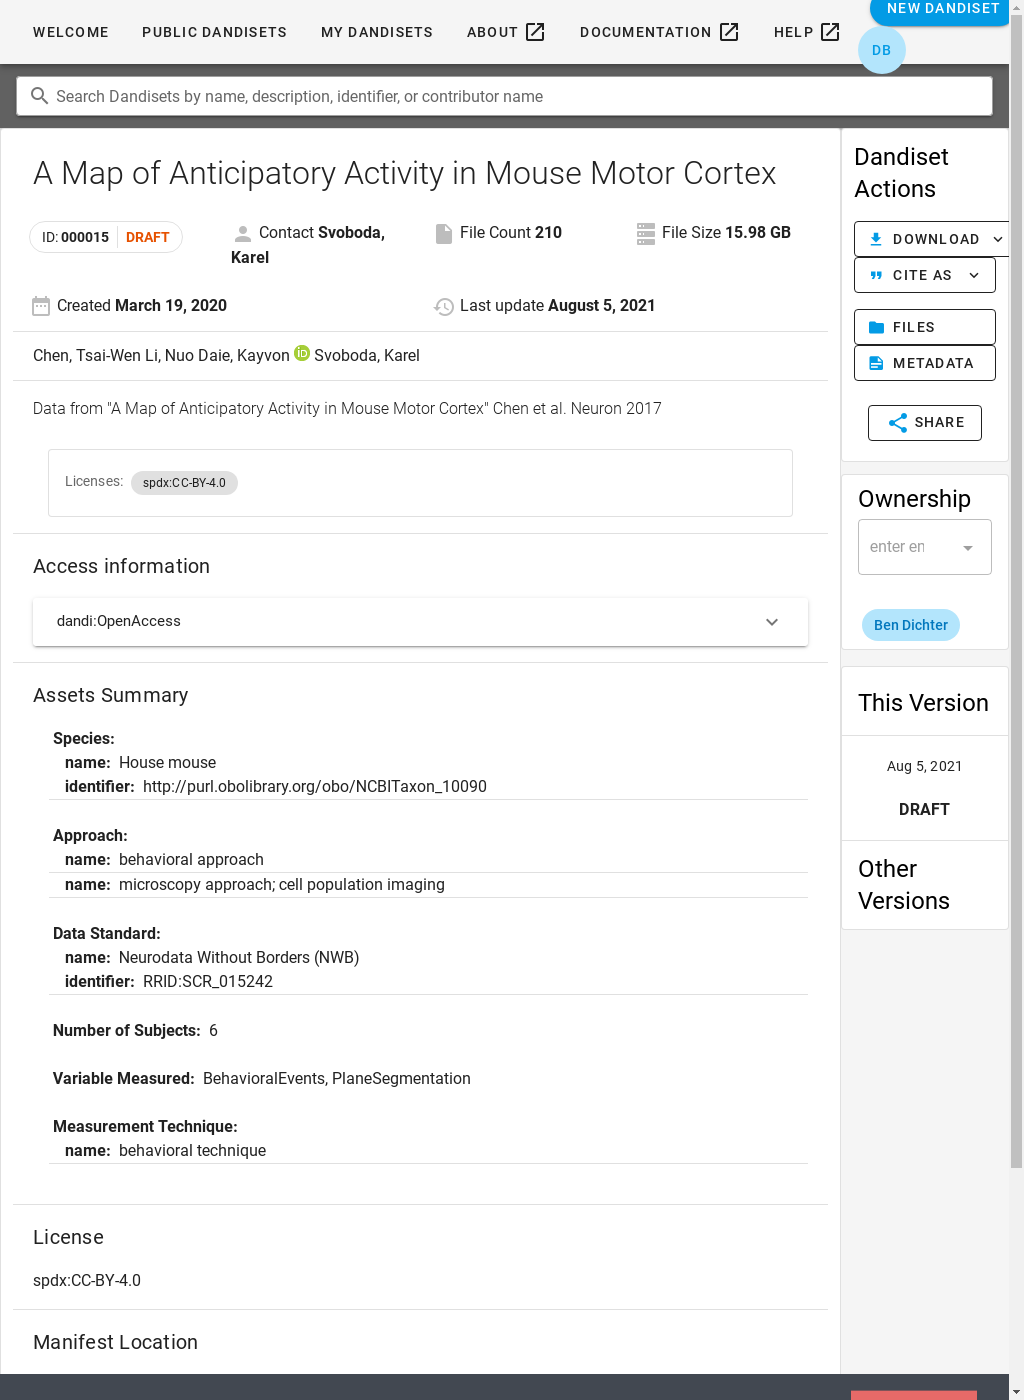 WELCOME PUBLIC DANDISETS MY DANDISETS ABOUT DOCUMENTATION HELP NEW DANDISET
DB
Search Dandisets by name, description, identifier, or contributor name
A Map of Anticipatory Activity in Mouse Motor Cortex
ID: 000015 DRAFT
Contact Svoboda,
Karel
File Count 210
File Size 15.98 GB
Created March 19, 2020
Last update August 5, 2021
Chen, Tsai-Wen Li, Nuo Daie, Kayvon iD Svoboda, Karel
Data from "A Map of Anticipatory Activity in Mouse Motor Cortex" Chen et al. Neuron 2017
Licenses: spdx:CC-BY-4.0
Access information
dandi:OpenAccess
Assets Summary
Species:
name: House mouse
identifier: http://purl.obolibrary.org/obo/NCBITaxon_10090
Approach:
name: behavioral approach
name: microscopy approach; cell population imaging
Data Standard:
name: Neurodata Without Borders (NWB)
identifier: RRID:SCR_015242
Number of Subjects: 6
Variable Measured: BehavioralEvents, PlaneSegmentation
Measurement Technique:
name: behavioral technique
License
spdx:CC-BY-4.0
Manifest Location
Dandiset
Actions
DOWNLOAD
CITE AS
FILES
METADATA
SHARE
Ownership
enter en
Ben Dichter
This Version
Aug 5, 2021
DRAFT
Other
Versions